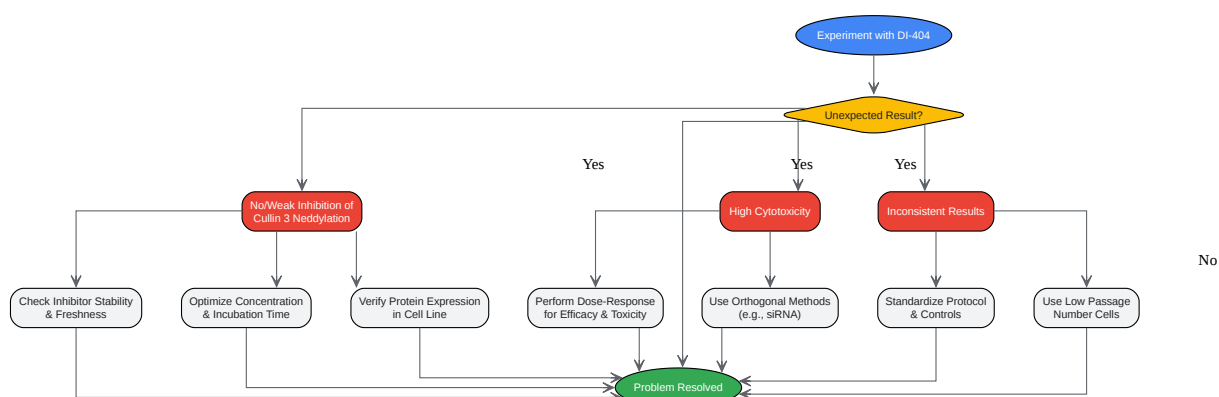 Experiment with DI-404
Unexpected Result?
Yes
Yes
Yes
No/Weak Inhibition of
Cullin 3 Neddylation
High Cytotoxicity
Inconsistent Results
No
Check Inhibitor Stability
& Freshness
Optimize Concentration
& Incubation Time
Verify Protein Expression
in Cell Line
Perform Dose-Response
for Efficacy & Toxicity
Use Orthogonal Methods
(e.g., siRNA)
Standardize Protocol
& Controls
Use Low Passage
Number Cells
Problem Resolved